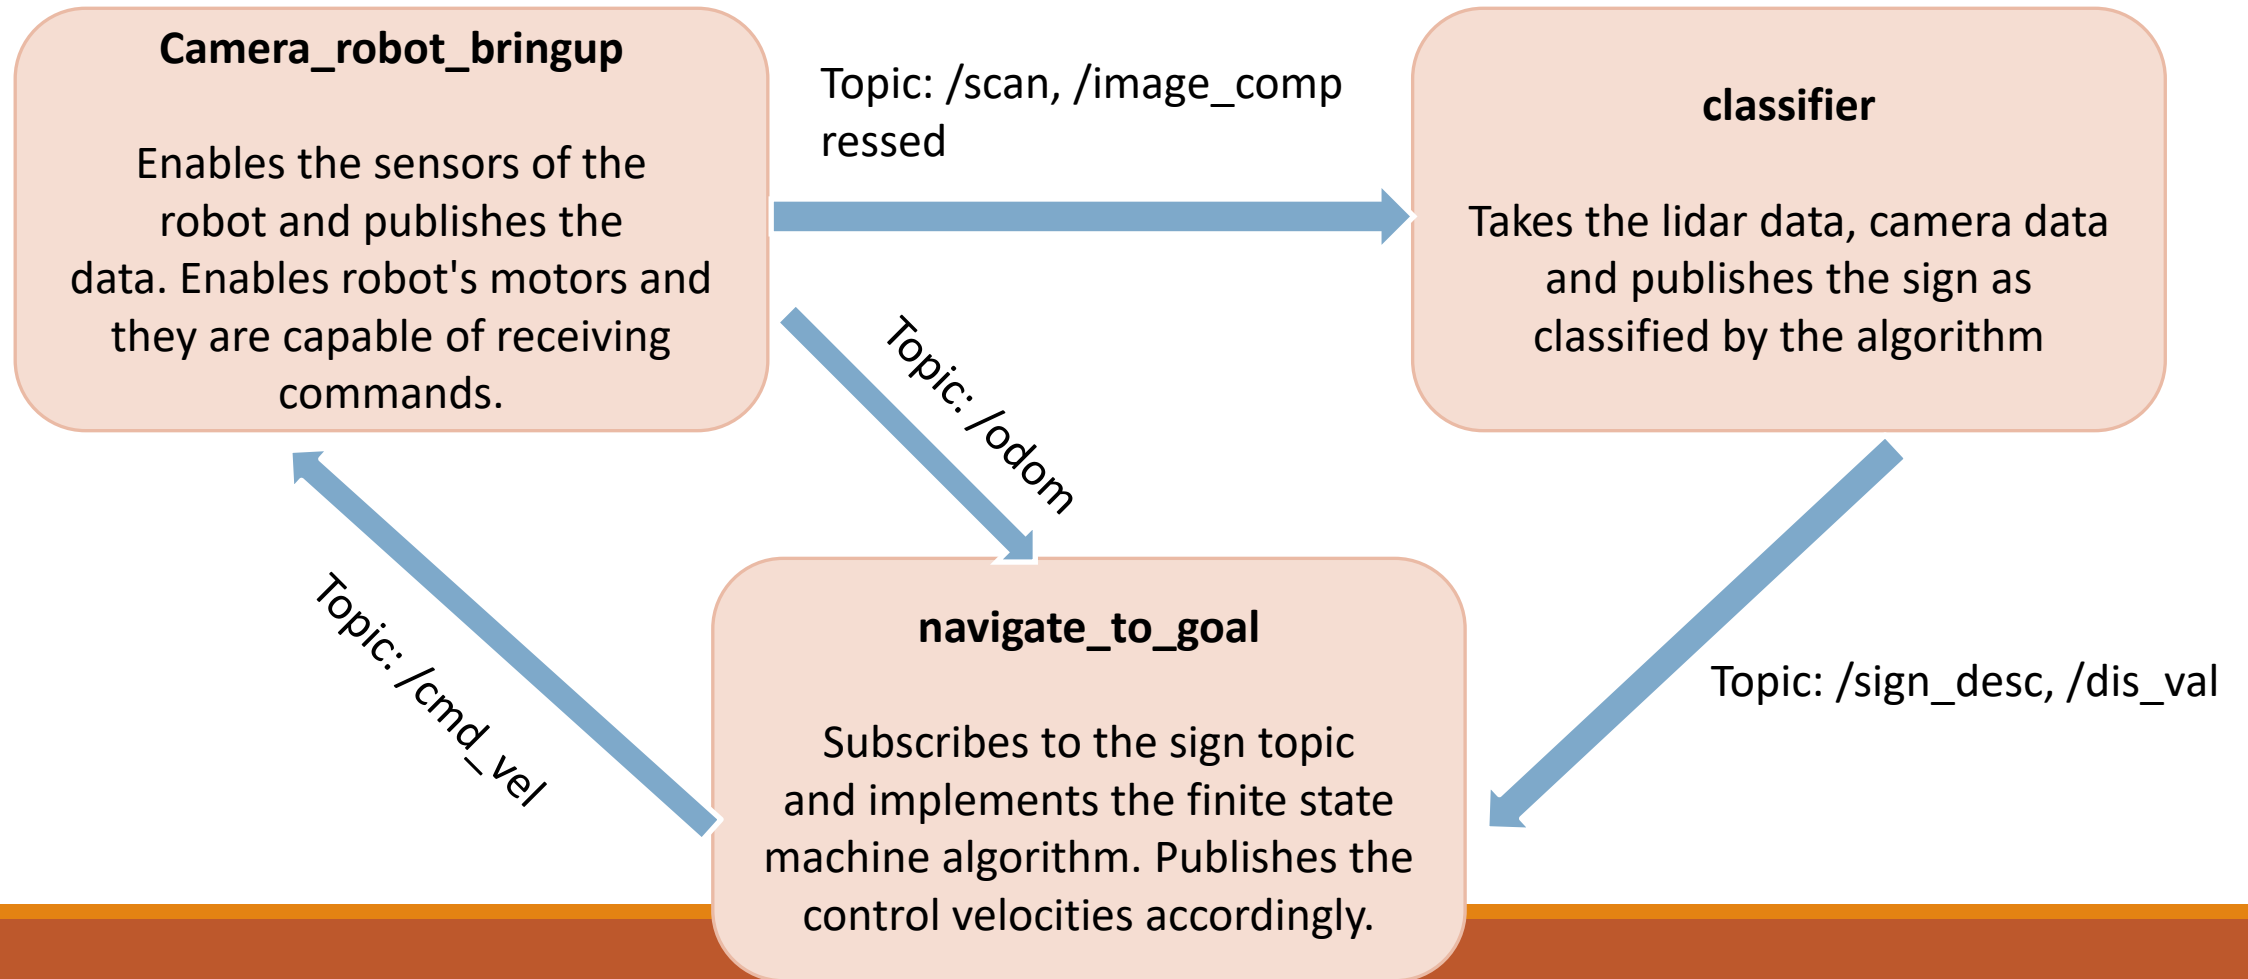 Camera_robot_bringup
Enables the sensors of the
robot and publishes the
data. Enables robot's motors and
they are capable of receiving
commands.
Topic: /scan, /image_comp
ressed
classifier
Takes the lidar data, camera data
and publishes the sign as
classified by the algorithm
Topic: /odom
Topic: /cmd_vel
navigate_to_goal
Subscribes to the sign topic
and implements the finite state
machine algorithm. Publishes the
control velocities accordingly.
Topic: /sign_desc, /dis_val